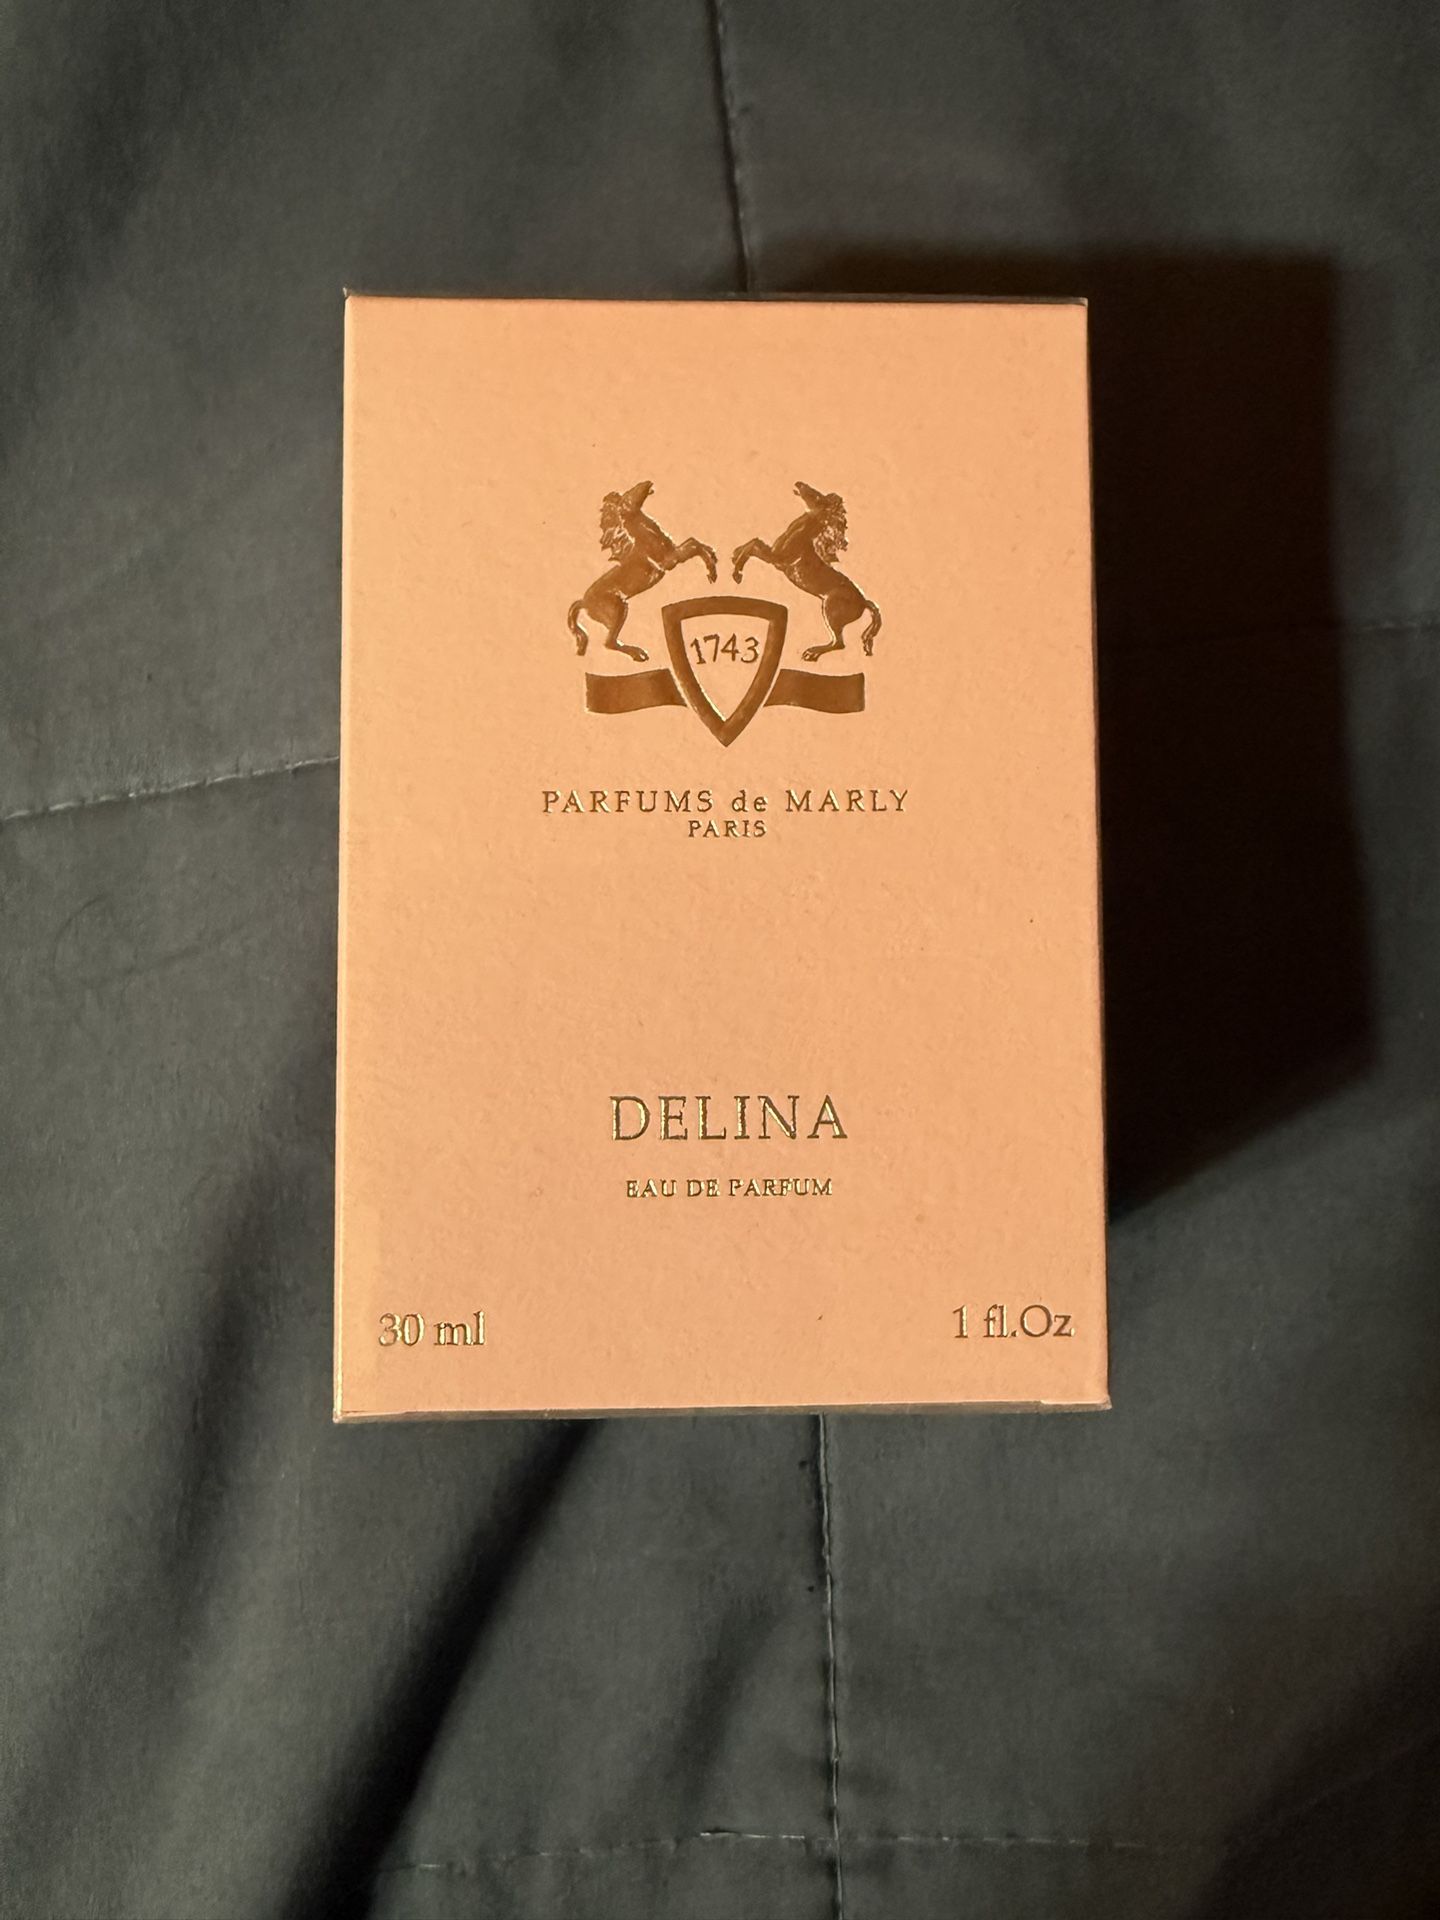 1743
PARFUMS de MARLY
PARIS
DELINA
EAU DE PARFUM
30 ml
1 fl.Oz